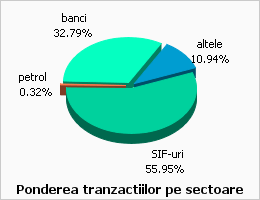 banci
32.79%
altele
10.94%
petrol
0.32%
SIF-uri
55.95%
Ponderea tranzactiilor pe sectoare